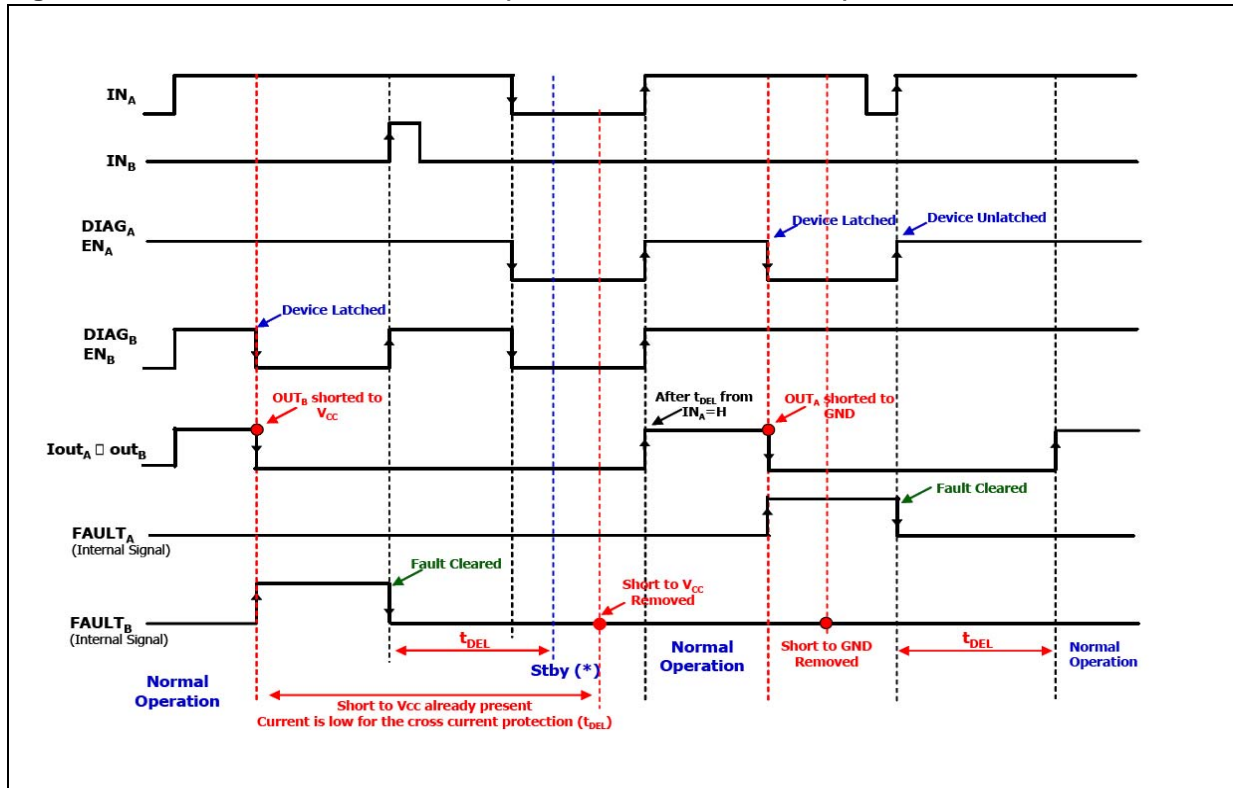 IN_A
IN_B
DIAG_A
EN_A
Device Latched
Device Unlatched
DIAG_B
EN_B
Device Latched
OUT_B shorted to
V_CC
After t_DEL from
IN_A=H
OUT_A shorted to
GND
Iout_A □ out_B
FAULT_A
(Internal Signal)
Fault Cleared
FAULT_B
(Internal Signal)
Fault Cleared
Short to V_CC
Removed
t_DEL
Stby (*)
Normal
Operation
Short to GND
Removed
t_DEL
Normal
Operation
Normal
Operation
Short to Vcc already present
Current is low for the cross current protection (t_DEL)